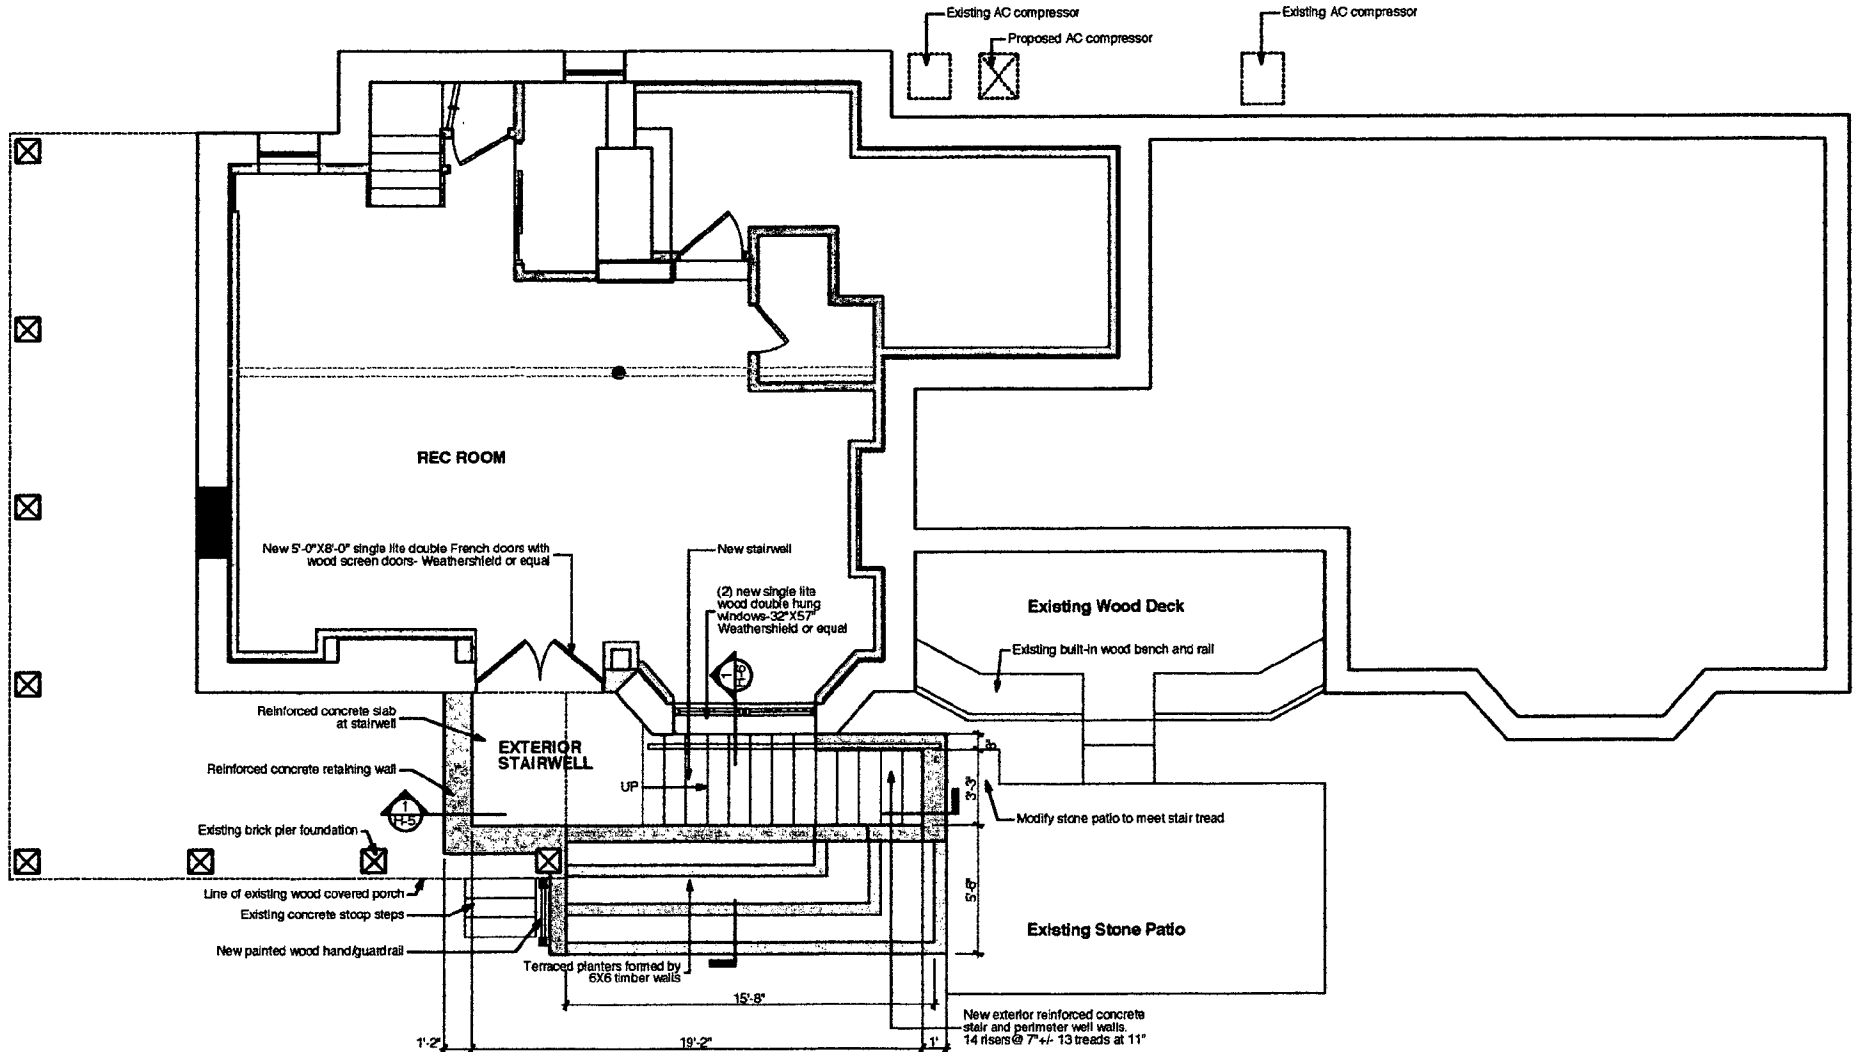 Existing AC compressor
Existing AC compressor
Proposed AC compressor
REC ROOM
New 5'-0"X8'-0" single lite double French doors with
wood screen doors- Weathershield or equal
New stairwell
(2) new single lite
wood double hung
windows-32"X57"
Weathershield or equal
Existing Wood Deck
Existing built-in wood bench and rail
1
H-6
Reinforced concrete slab
at stairwell
EXTERIOR
STAIRWELL
Reinforced concrete retaining wall
UP
8"
3'-3"
1
H-5
Modify stone patio to meet stair tread
Existing brick pier foundation
Line of existing wood covered porch
Existing concrete stoop steps
5'-8"
Existing Stone Patio
New painted wood hand/guardrail
Terraced planters formed by
6X6 timber walls
15'-8"
New exterior reinforced concrete
stair and perimeter well walls.
14 risers@ 7"+/- 13 treads at 11"
1'-2"
19'-2"
1'